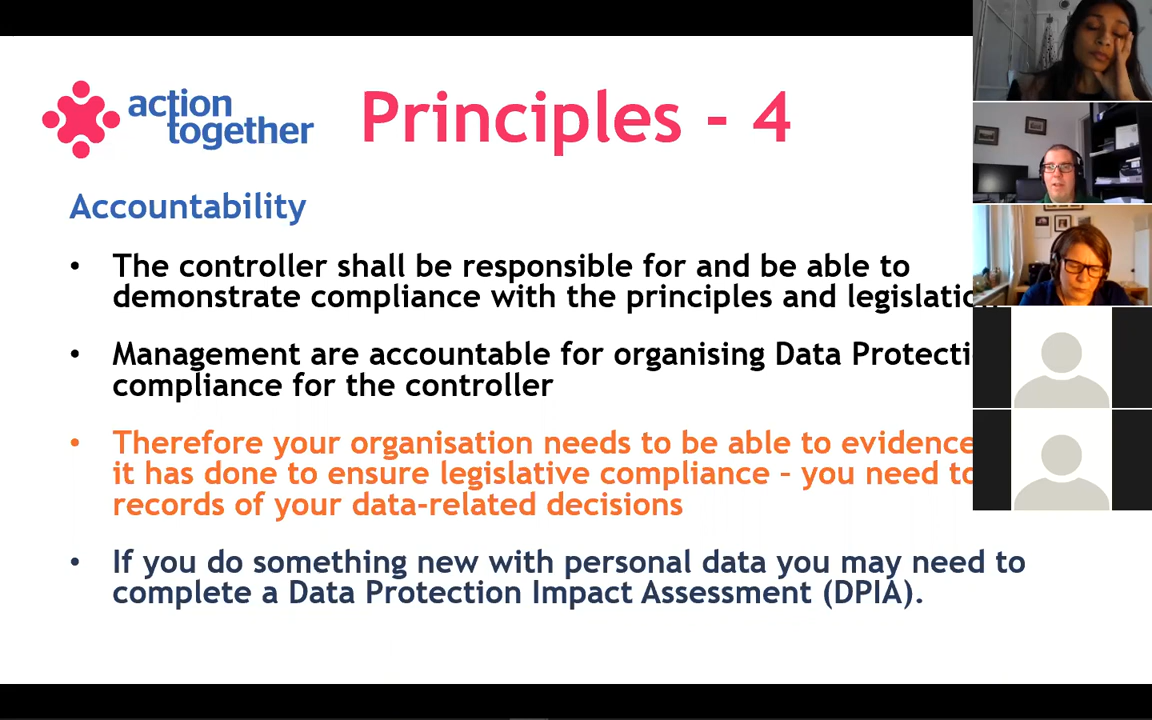 action
together
Principles - 4
Accountability
• The controller shall be responsible for and be able to
demonstrate compliance with the principles and
• Management are accountable for organising Data
compliance for the controller
• Therefore your organisation needs to be able to evidence
it has done to ensure legislative compliance – you need to
records of your data-related decisions
• If you do something new with personal data you may need to
complete a Data Protection Impact Assessment (DPIA).